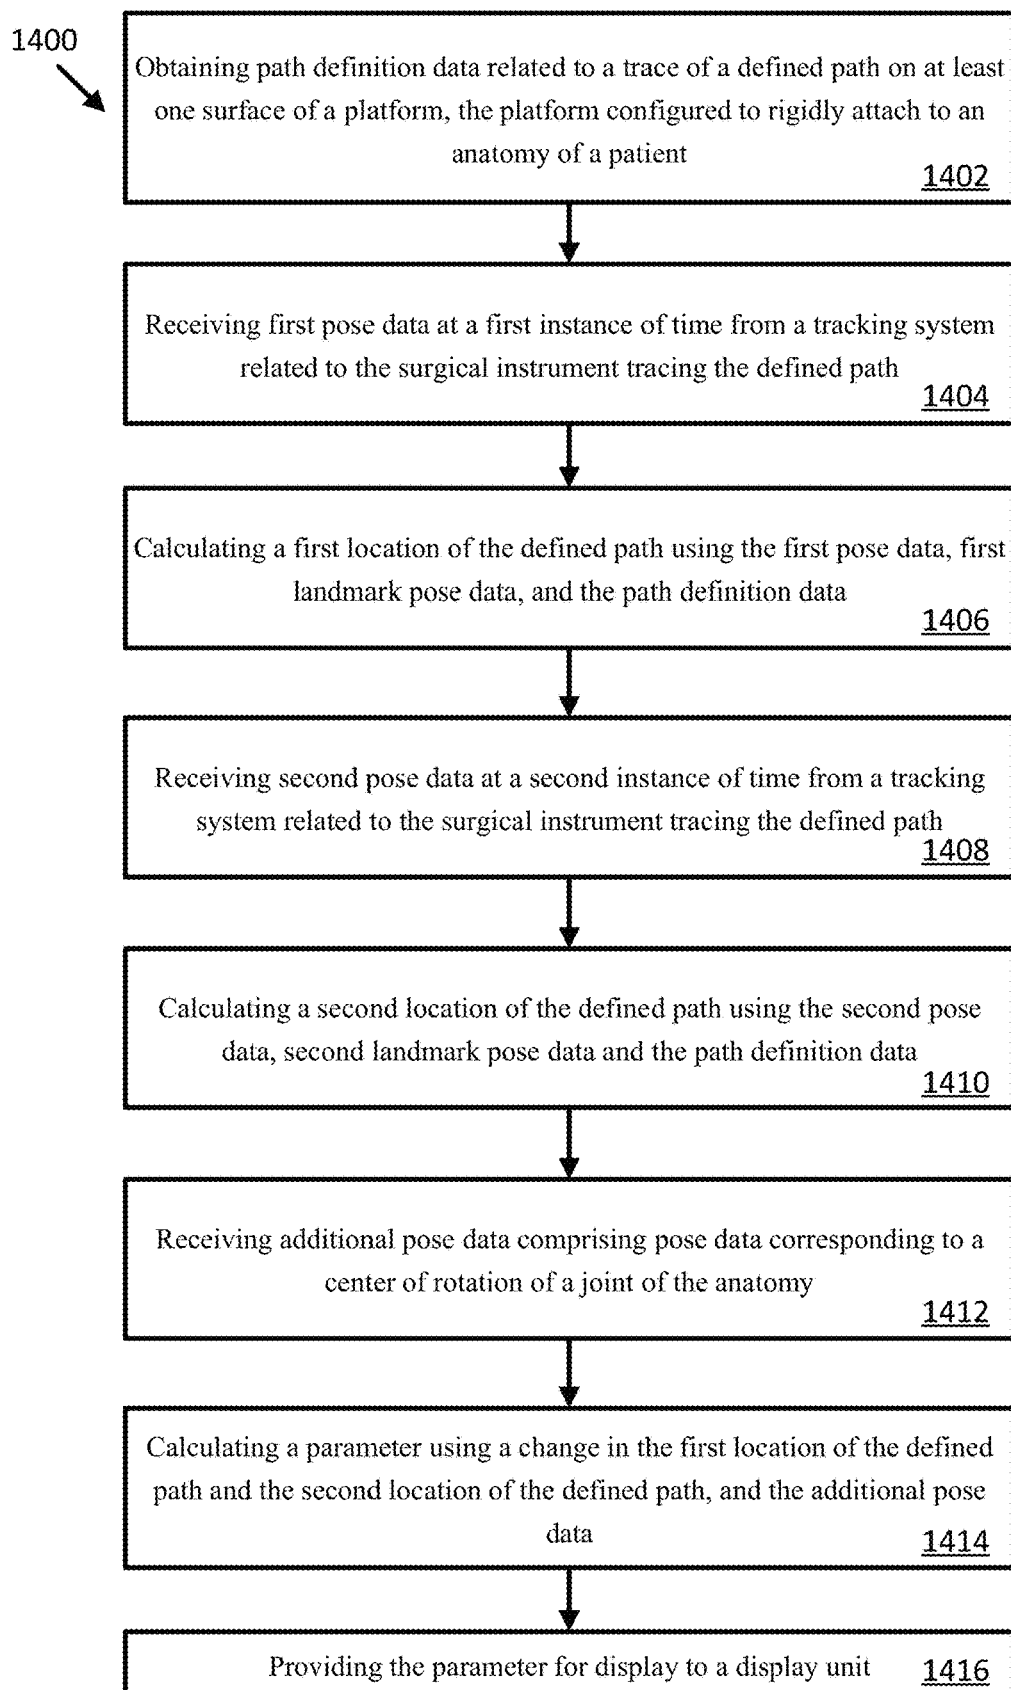 1400
Obtaining path definition data related to a trace of a defined path on at least
one surface of a platform, the platform configured to rigidly attach to an
anatomy of a patient
1402
Receiving first pose data at a first instance of time from a tracking system
related to the surgical instrument tracing the defined path
1404
Calculating a first location of the defined path using the first pose data, first
landmark pose data, and the path definition data
1406
Receiving second pose data at a second instance of time from a tracking
system related to the surgical instrument tracing the defined path
1408
Calculating a second location of the defined path using the second pose
data, second landmark pose data and the path definition data
1410
Receiving additional pose data comprising pose data corresponding to a
center of rotation of a joint of the anatomy
1412
Calculating a parameter using a change in the first location of the defined
path and the second location of the defined path, and the additional pose
data
1414
Providing the parameter for display to a display unit
1416